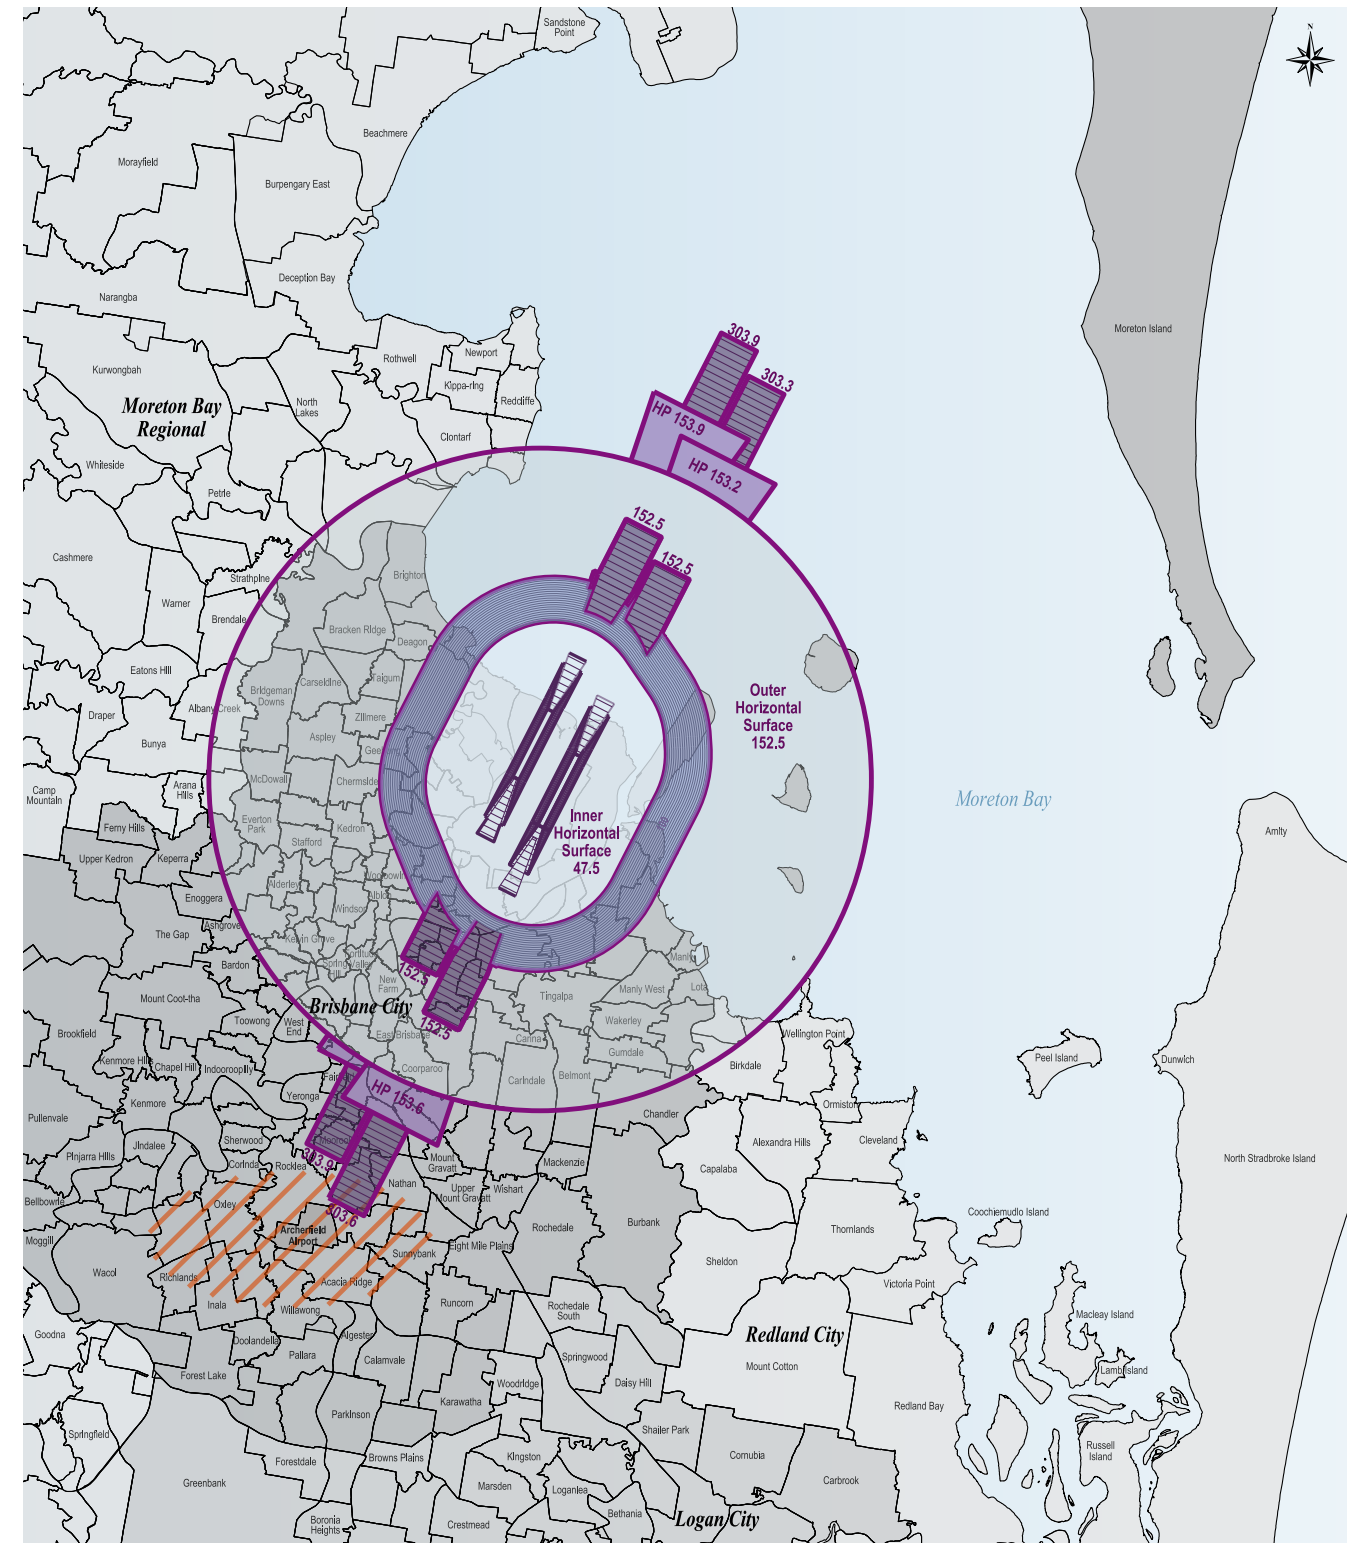 Sandstone
Point
N
Beachmere
Morayfield
Burpengary East
Deception Bay
Narangba
Moreton Island
303.9
Rothwell
Newport
Kurwongbah
303.3
Kippa-ring
Redcliffe
Moreton Bay
Regional
North
Lakes
HP 153.9
Clontarf
Whiteside
HP 153.2
Petrie
152.5
Cashmere
152.5
Strathpine
Brighton
Warner
Brendale
Bracken Ridge
Deagon
Eatons Hill
Carseldine
Taigum
Bridgeman
Downs
Outer
Horizontal
Surface
152.5
Albany Creek
Draper
Zillmere
Bunya
Aspley
McDowall
Chermside
Camp
Mountain
Arana
Hills
Moreton Bay
Inner
Horizontal
Surface
47.5
Everton
Park
Ferny Hills
Kedron
Stafford
Amity
Upper Kedron
Keperra
Alderley
Albion
Enoggera
Windsor
Ashgrove
The Gap
Kelvin Grove
Bardon
Spring
Hill
Valley
152.5
New
Farm
Manly
Mount Coot-tha
Tingalpa
Manly West
Lota
Brisbane City
Toowong
West
End
152.5
Wakerley
Brookfield
East Brisbane
Canna
Wellington Point
Gumdale
Kenmore Hills
Chapel Hill
Indooroopilly
Coorparoo
Birkdale
Peel Island
Dunwich
Carindale
Belmont
HP 153.6
Yeronga
Kenmore
Pullenvale
Chandler
Ormiston
Sherwood
Jindalee
Alexandra Hills
Cleveland
Pinjarra Hills
Corinda
Rocklea
303.9
Mount
Gravatt
Mackenzie
Capalaba
North Stradbroke Island
Nathan
Upper
Mount Gravatt
Wishart
Bellbowrie
Oxley
303.6
Coochiemudlo Island
Burbank
Rochedale
Thornlands
Moggill
Archerfield
Airport
Eight Mile Plains
Sunnybank
Sheldon
Wacol
Richlands
Acacia Ridge
Victoria Point
Inala
Willawong
Runcorn
Rochedale
South
Macleay Island
Goodna
Doolandella
Algester
Redland City
Pallara
Calamvale
Springwood
Mount Cotton
Lamb Island
Forest Lake
Woodridge
Daisy Hill
Karawatha
Redland Bay
Parkinson
Springfield
Shailer Park
Russell
Island
Forestdale
Browns Plains
Kingston
Cornubia
Greenbank
Marsden
Loganlea
Carbrook
Boronia
Heights
Crestmead
Bethania
Logan City